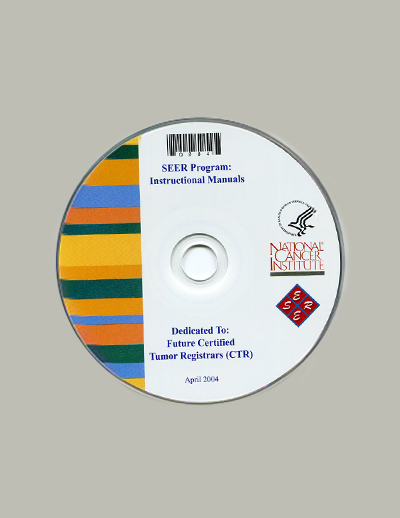 SEER Program:
Instructional Manuals
NATIONAL
CANCER
INSTITUTE
S E R E
Dedicated To:
Future Certified
Tumor Registrars (CTR)
April 2004